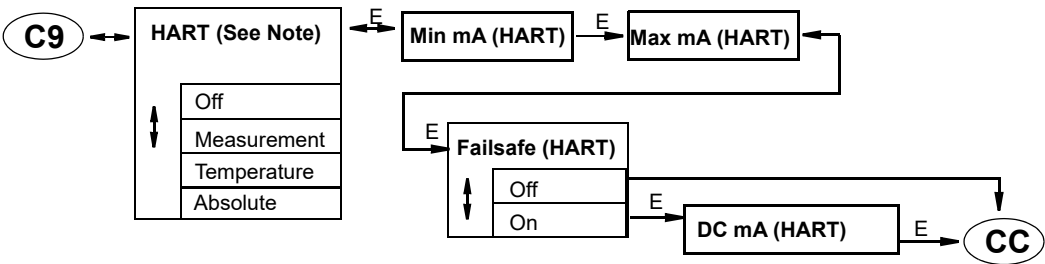 C9
HART (See Note)
Off
Measurement
Temperature
Absolute
E
Min mA (HART)
E
Max mA (HART)
E
Failsafe (HART)
Off
On
E
DC mA (HART)
E
CC